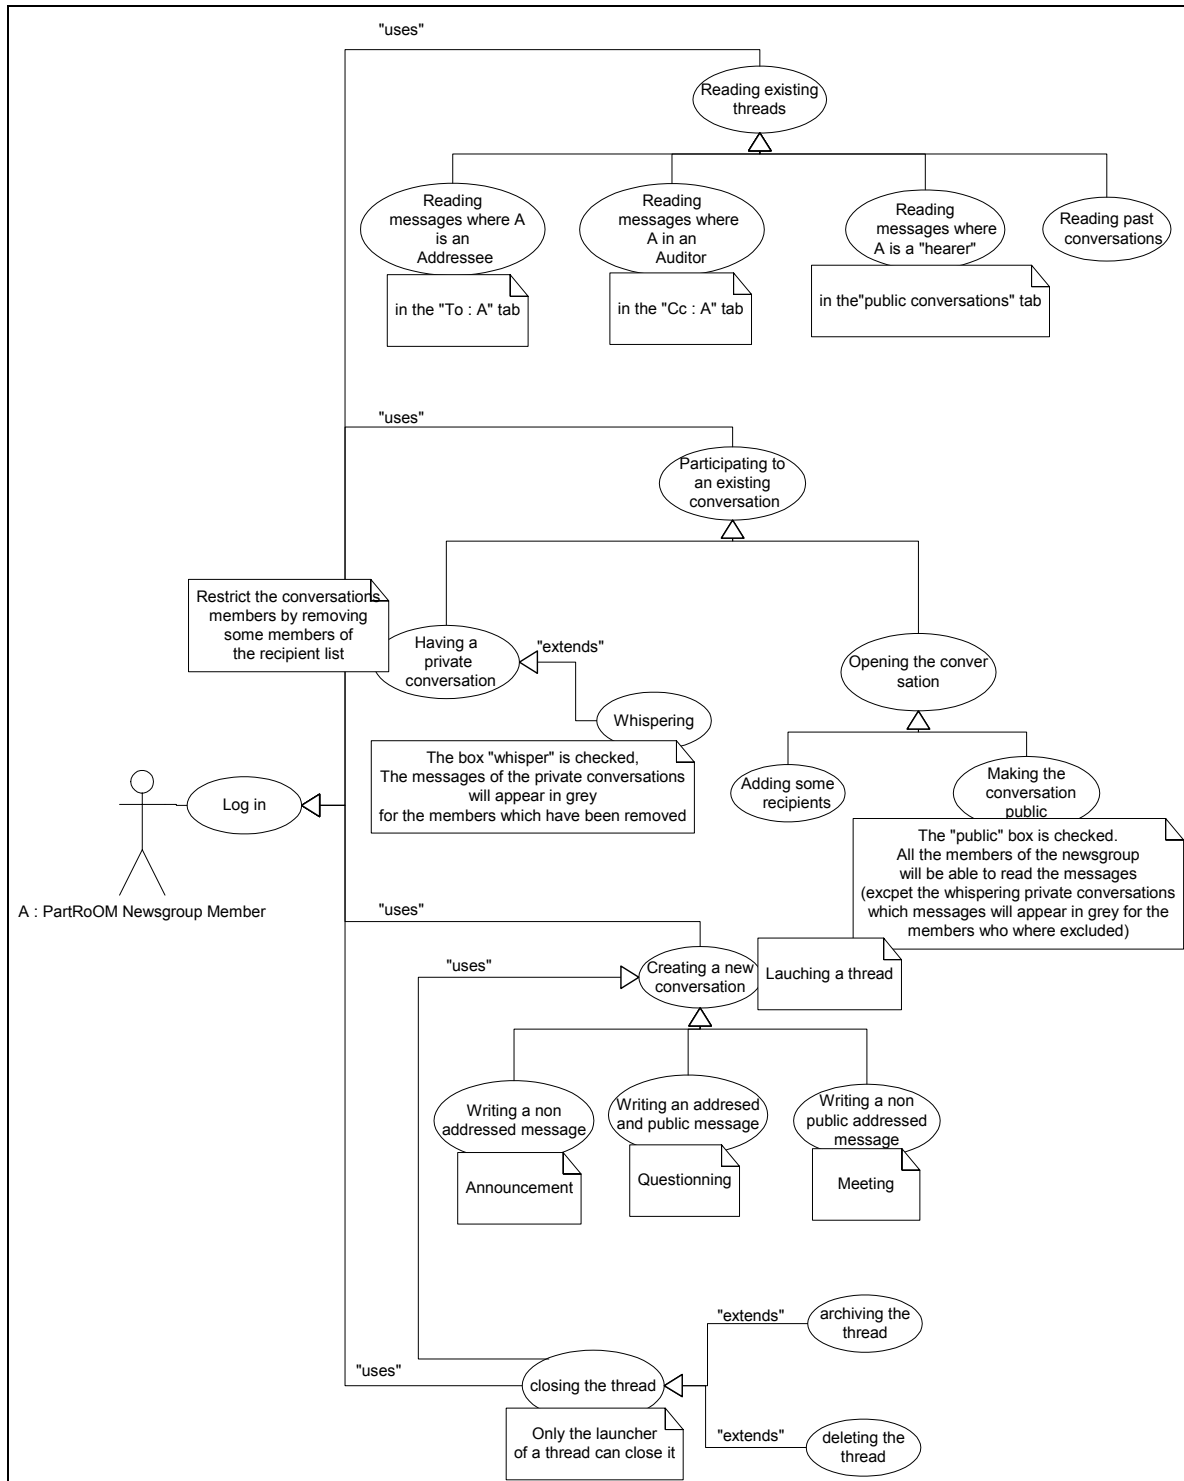 "uses"
Reading existing
threads
Reading
messages where A
is an
Addressee
Reading
messages where
A in an
Auditor
Reading
messages where
A is a "hearer"
Reading past
conversations
in the "To : A" tab
in the "Cc : A" tab
in the"public conversations" tab
"uses"
Participating to
an existing
conversation
Restrict the conversations
members by removing
some members of
the recipient list
Having a
private
conversation
"extends"
Opening the conver
sation
Whispering
The box "whisper" is checked,
The messages of the private conversations
will appear in grey
for the members which have been removed
Adding some
recipients
Making the
conversation
public
Log in
A : PartRoOM Newsgroup Member
The "public" box is checked.
All the members of the newsgroup
will be able to read the messages
(excpet the whispering private conversations
which messages will appear in grey for the
members who where excluded)
"uses"
"uses"
Creating a new
conversation
Lauching a thread
Writing a non
addressed message
Writing an addresed
and public message
Writing a non
public addressed
message
Announcement
Questionning
Meeting
"extends"
archiving the
thread
"uses"
closing the thread
Only the launcher
of a thread can close it
"extends"
deleting the
thread